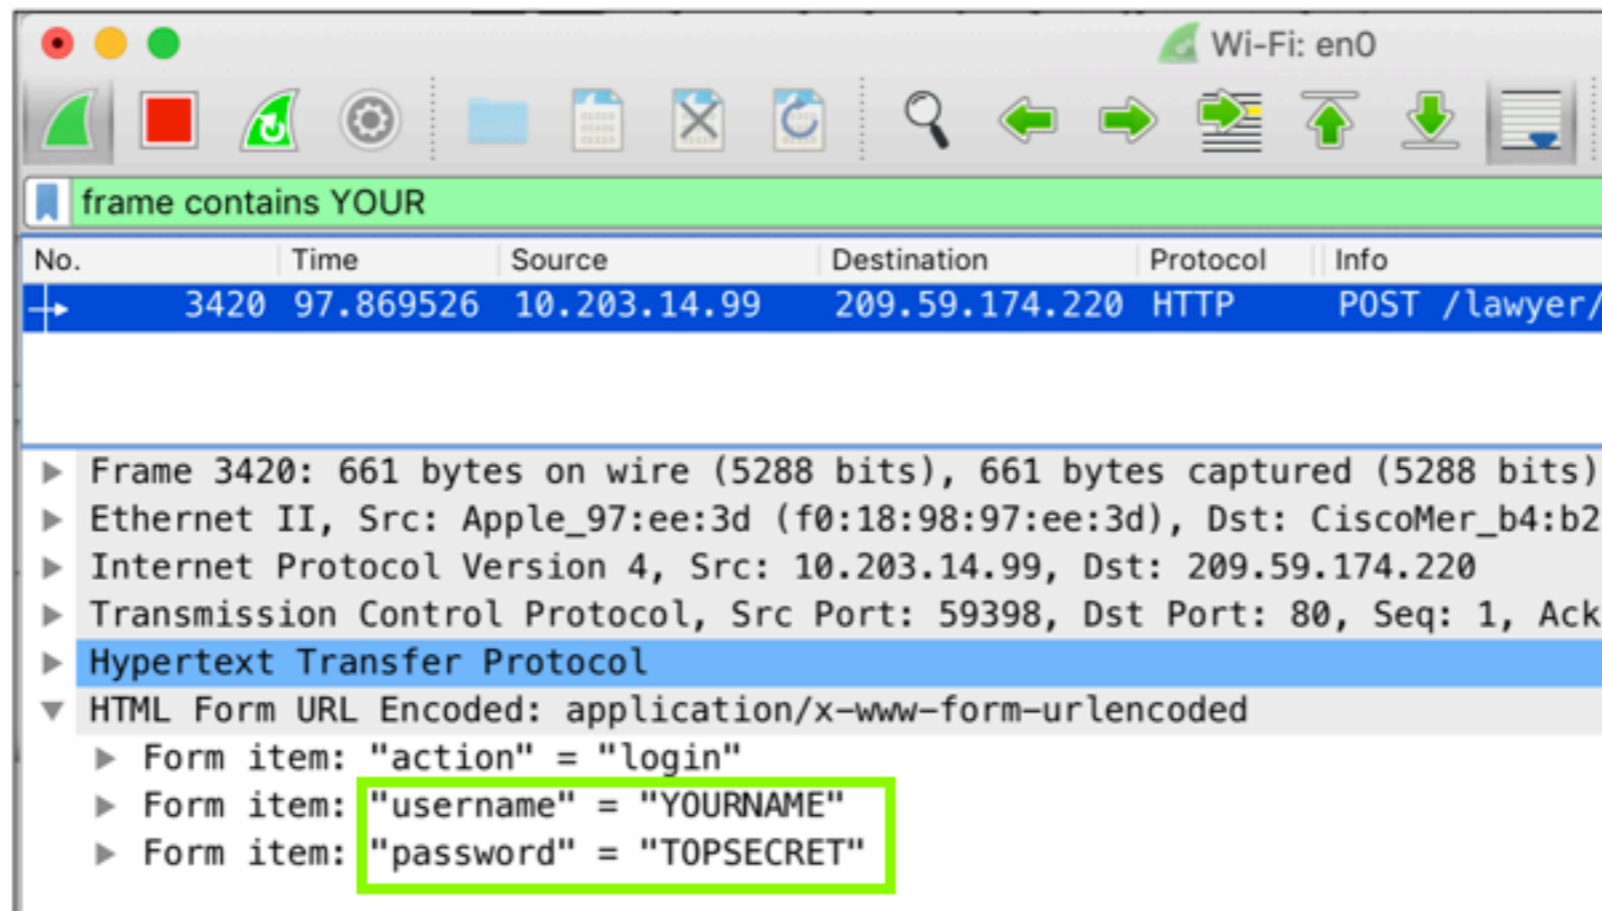 Wi-Fi: en0
frame contains YOUR
No. Time Source Destination Protocol Info
3420 97.869526 10.203.14.99 209.59.174.220 HTTP POST /lawyer/
Frame 3420: 661 bytes on wire (5288 bits), 661 bytes captured (5288 bits)
Ethernet II, Src: Apple_97:ee:3d (f0:18:98:97:ee:3d), Dst: CiscoMer_b4:b2
Internet Protocol Version 4, Src: 10.203.14.99, Dst: 209.59.174.220
Transmission Control Protocol, Src Port: 59398, Dst Port: 80, Seq: 1, Ack
Hypertext Transfer Protocol
HTML Form URL Encoded: application/x-www-form-urlencoded
Form item: "action" = "login"
Form item: "username" = "YOURNAME"
Form item: "password" = "TOPSECRET"